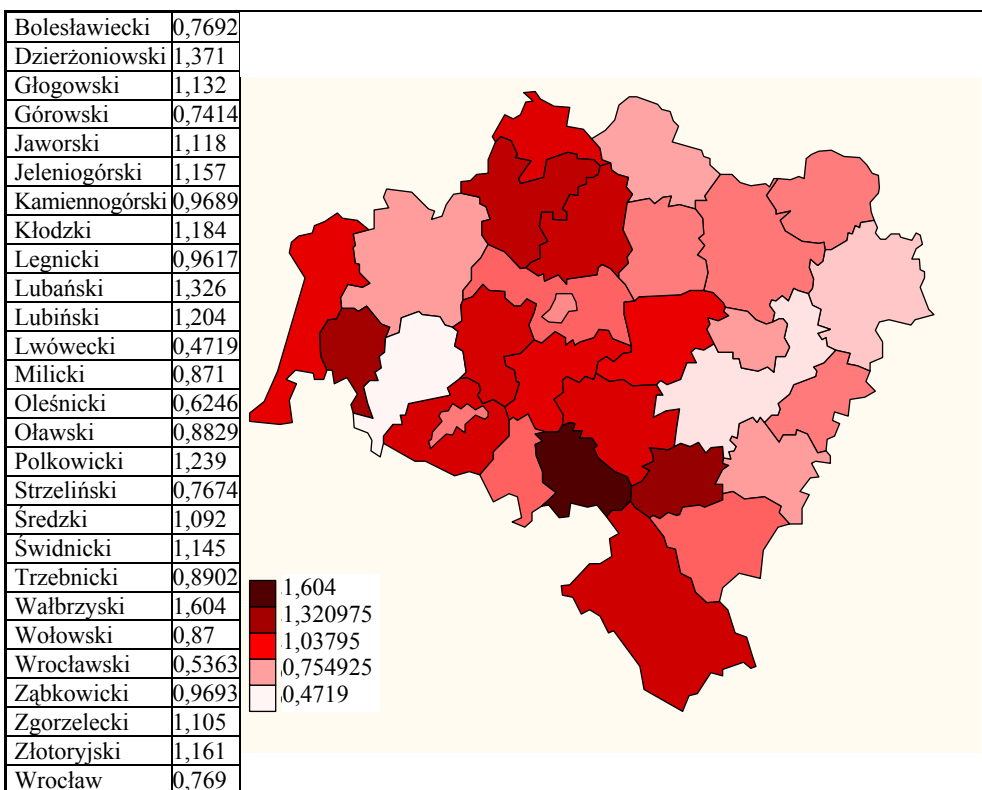 Bolesławiecki 0,7692
Dzierżoniowski 1,371
Głogowski 1,132
Górowski 0,7414
Jaworski 1,118
Jeleniogórski 1,157
Kamiennogórski 0,9689
Kłodzki 1,184
Legnicki 0,9617
Lubański 1,326
Lubiński 1,204
Lwówecki 0,4719
Milicki 0,871
Oleśnicki 0,6246
Oławski 0,8829
Polkowicki 1,239
Strzeliński 0,7674
Średzki 1,092
Świdnicki 1,145
Trzebnicki 0,8902
Wałbrzyski 1,604
Wołowski 0,87
Wrocławski 0,5363
Ząbkowicki 0,9693
Zgorzelecki 1,105
Złotoryjski 1,161
Wrocław 0,769
1,604
1,320975
1,03795
0,754925
0,4719